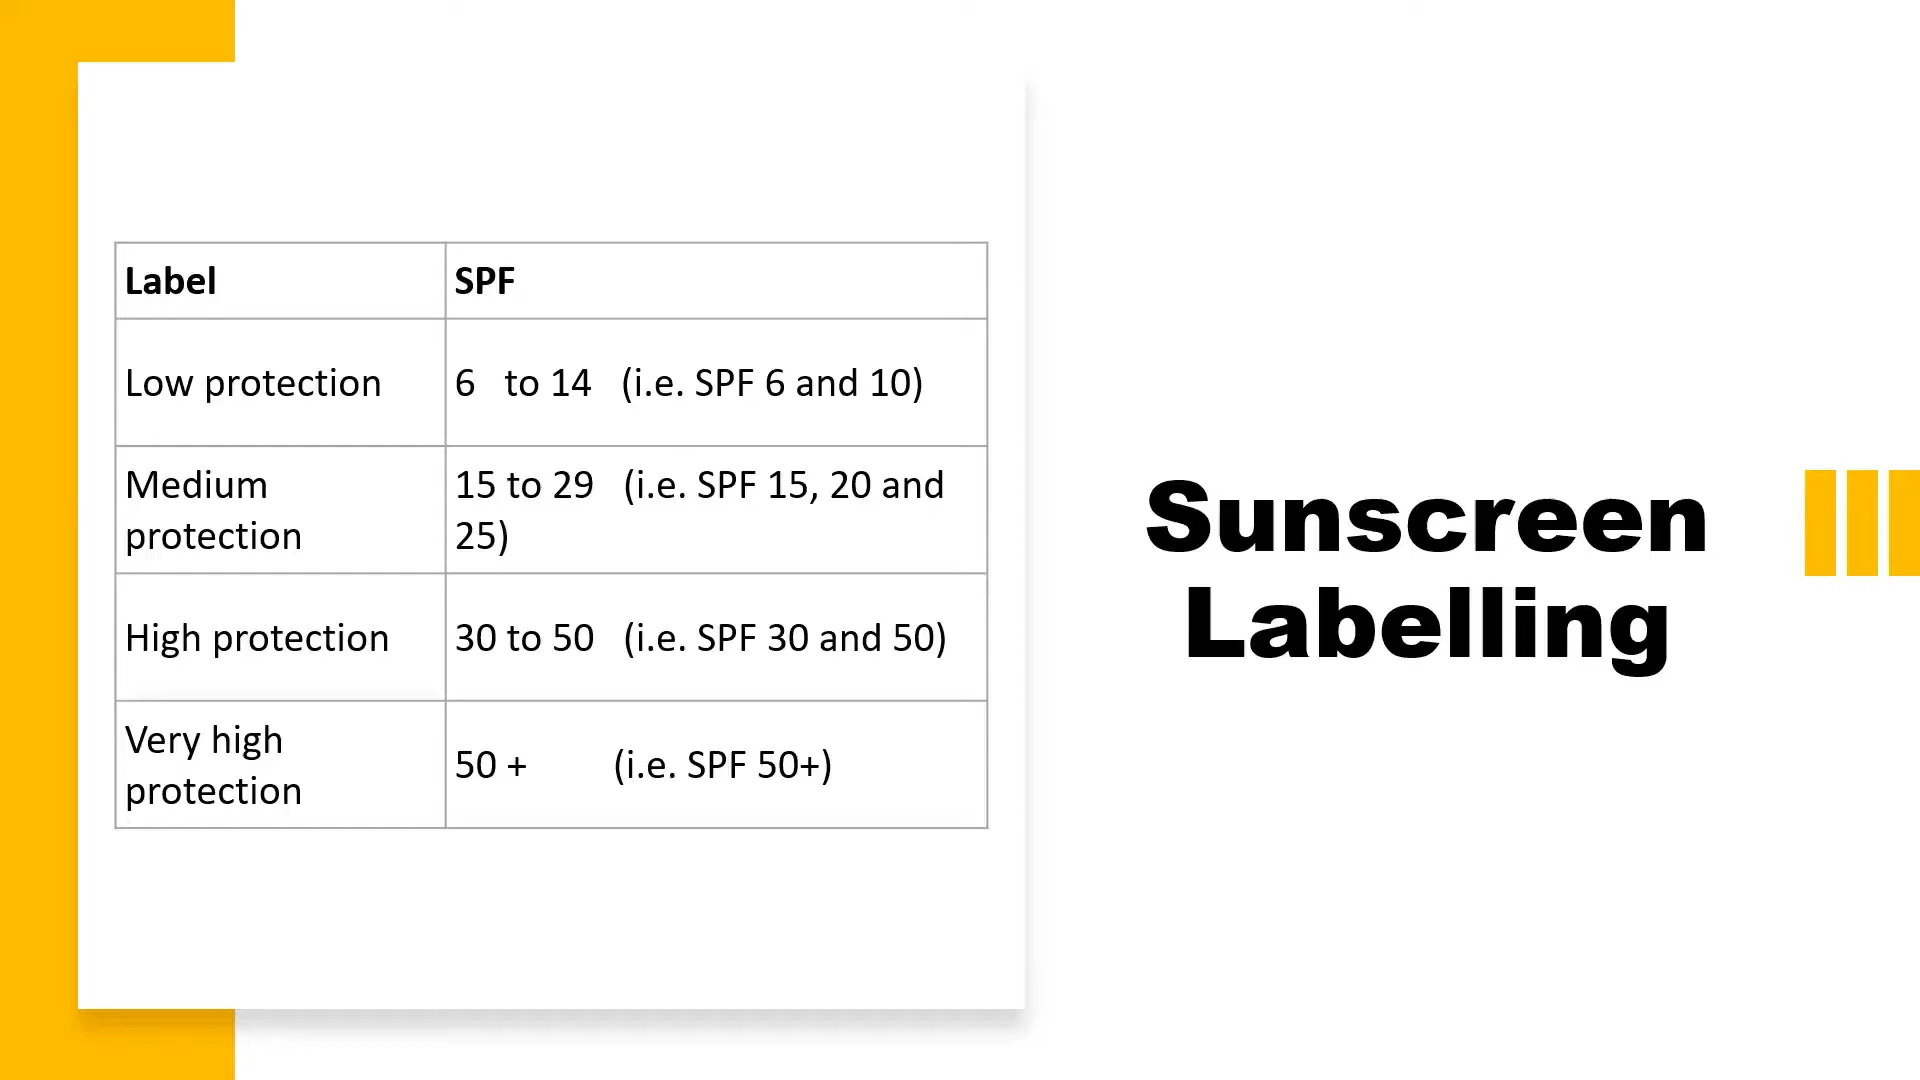 Label SPF
Low protection 6 to 14 (i.e. SPF 6 and 10)
Medium
protection
15 to 29 (i.e. SPF 15, 20 and
25)
High protection 30 to 50 (i.e. SPF 30 and 50)
Very high
protection
50 + (i.e. SPF 50+)
Sunscreen
Labelling